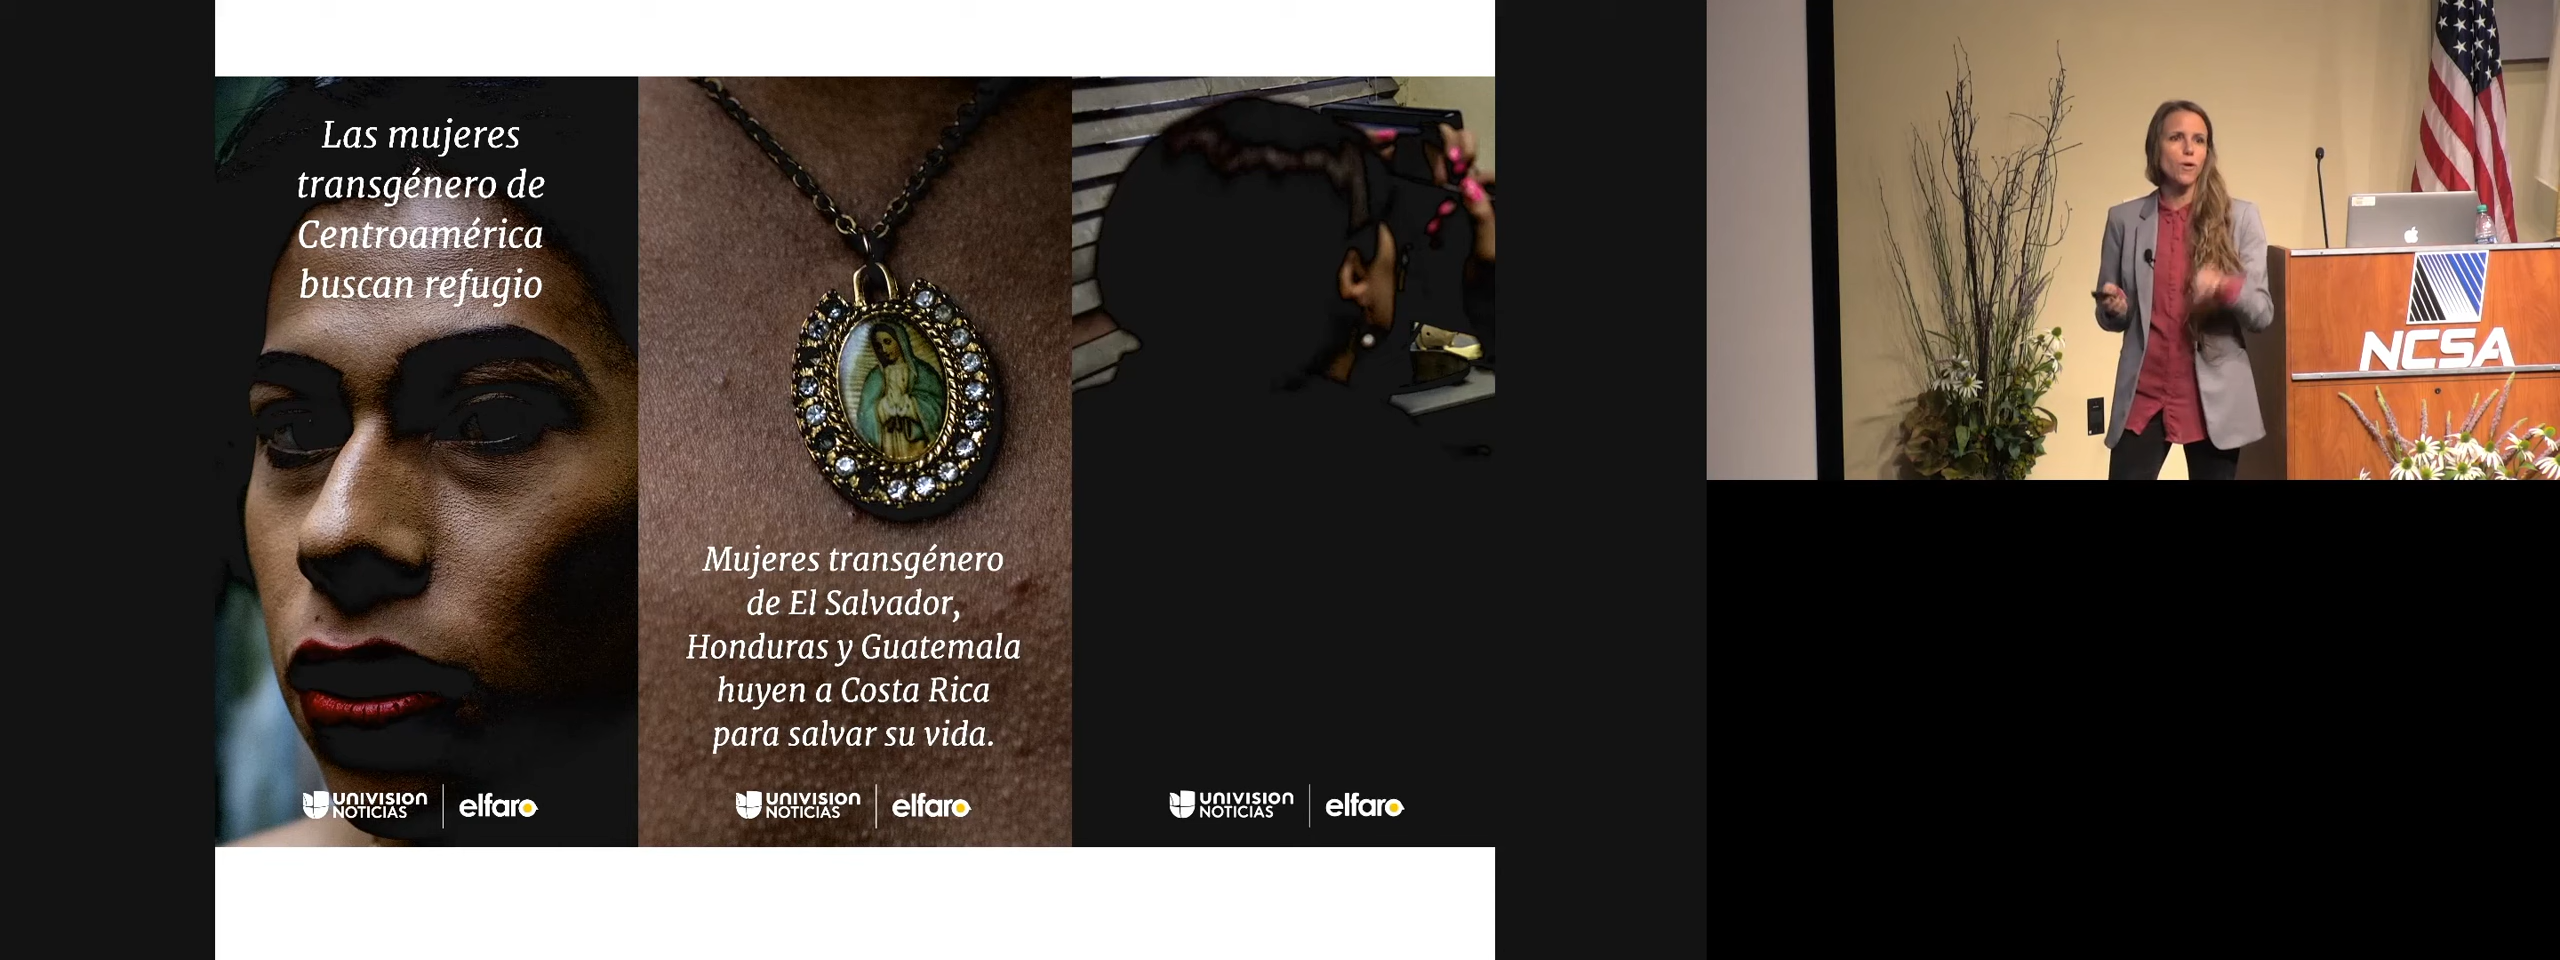 Las mujeres
transgénero de
Centroamérica
buscan refugio
UNIVISION
NOTICIAS
elfaro
Mujeres transgénero
de El Salvador,
Honduras y Guatemala
huyen a Costa Rica
para salvar su vida.
UNIVISION
NOTICIAS
elfaro
UNIVISION
NOTICIAS
elfaro
NCSA